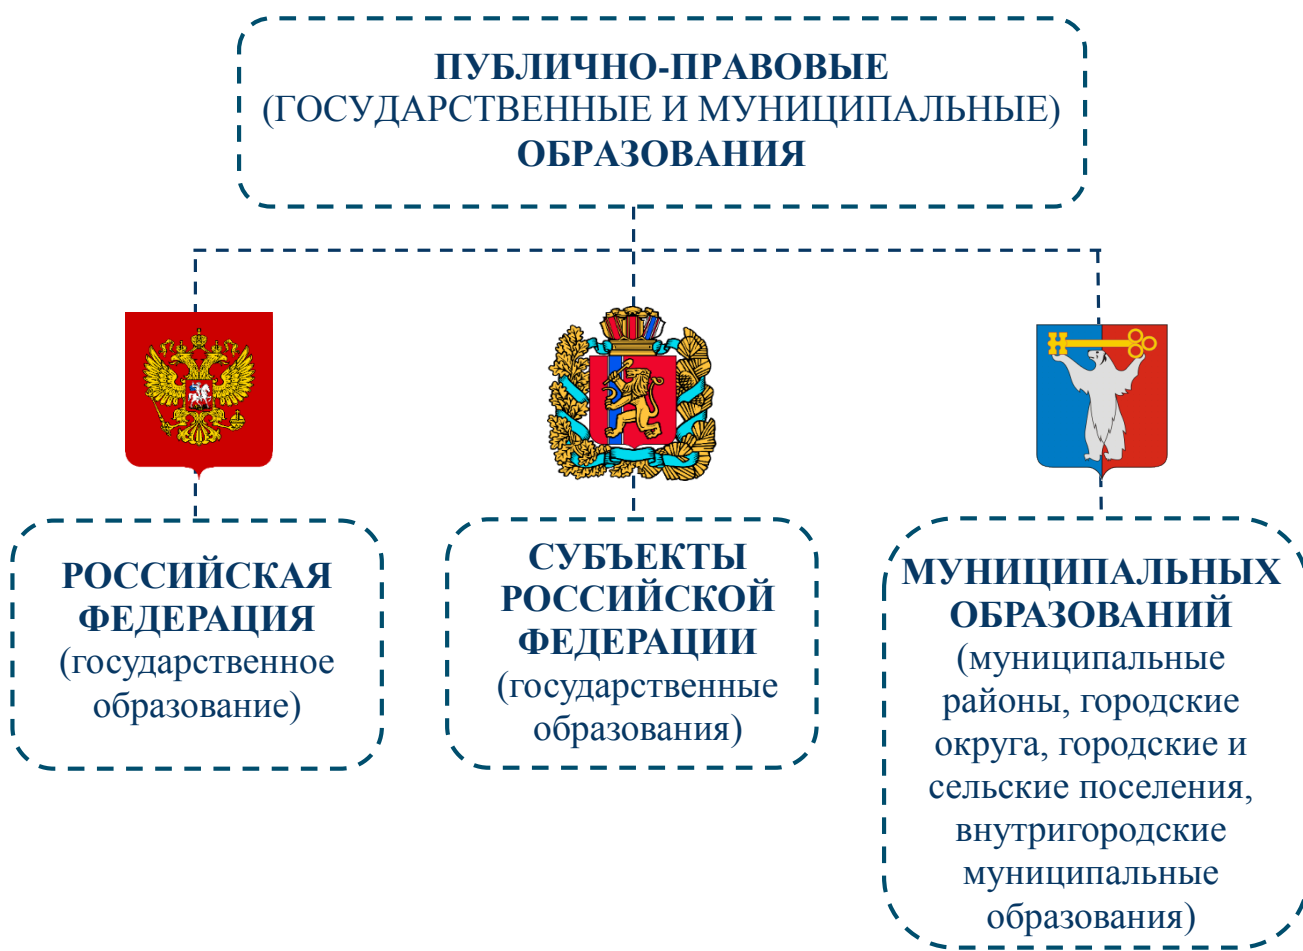 ПУБЛИЧНО-ПРАВОВЫЕ
(ГОСУДАРСТВЕННЫЕ И МУНИЦИПАЛЬНЫЕ)
ОБРАЗОВАНИЯ
РОССИЙСКАЯ
ФЕДЕРАЦИЯ
(государственное
образование)
СУБЪЕКТЫ
РОССИЙСКОЙ
ФЕДЕРАЦИИ
(государственные
образования)
МУНИЦИПАЛЬНЫХ
ОБРАЗОВАНИЙ
(муниципальные
районы, городские
округа, городские и
сельские поселения,
внутригородские
муниципальные
образования)